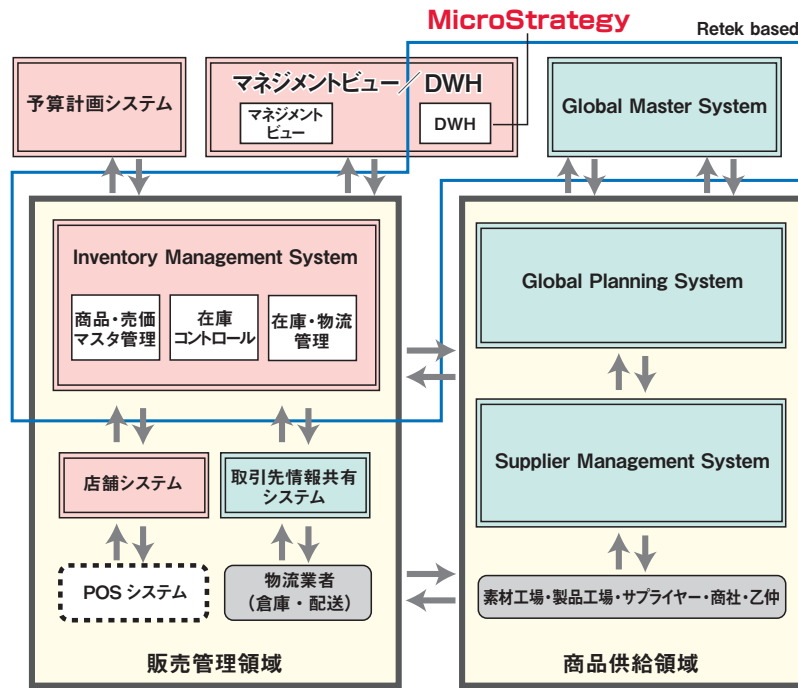 MicroStrategy
Retek based
予算計画システム
マネジメントビュー／DWH
マネジメント
ビュー
DWH
Global Master System
Inventory Management System
商品・売価
マスタ管理
在庫
コントロール
在庫・物流
管理
Global Planning System
店舗システム
取引先情報共有
システム
Supplier Management System
POS システム
物流業者
（倉庫・配送）
素材工場・製品工場・サプライヤー・商社・乙仲
販売管理領域
商品供給領域